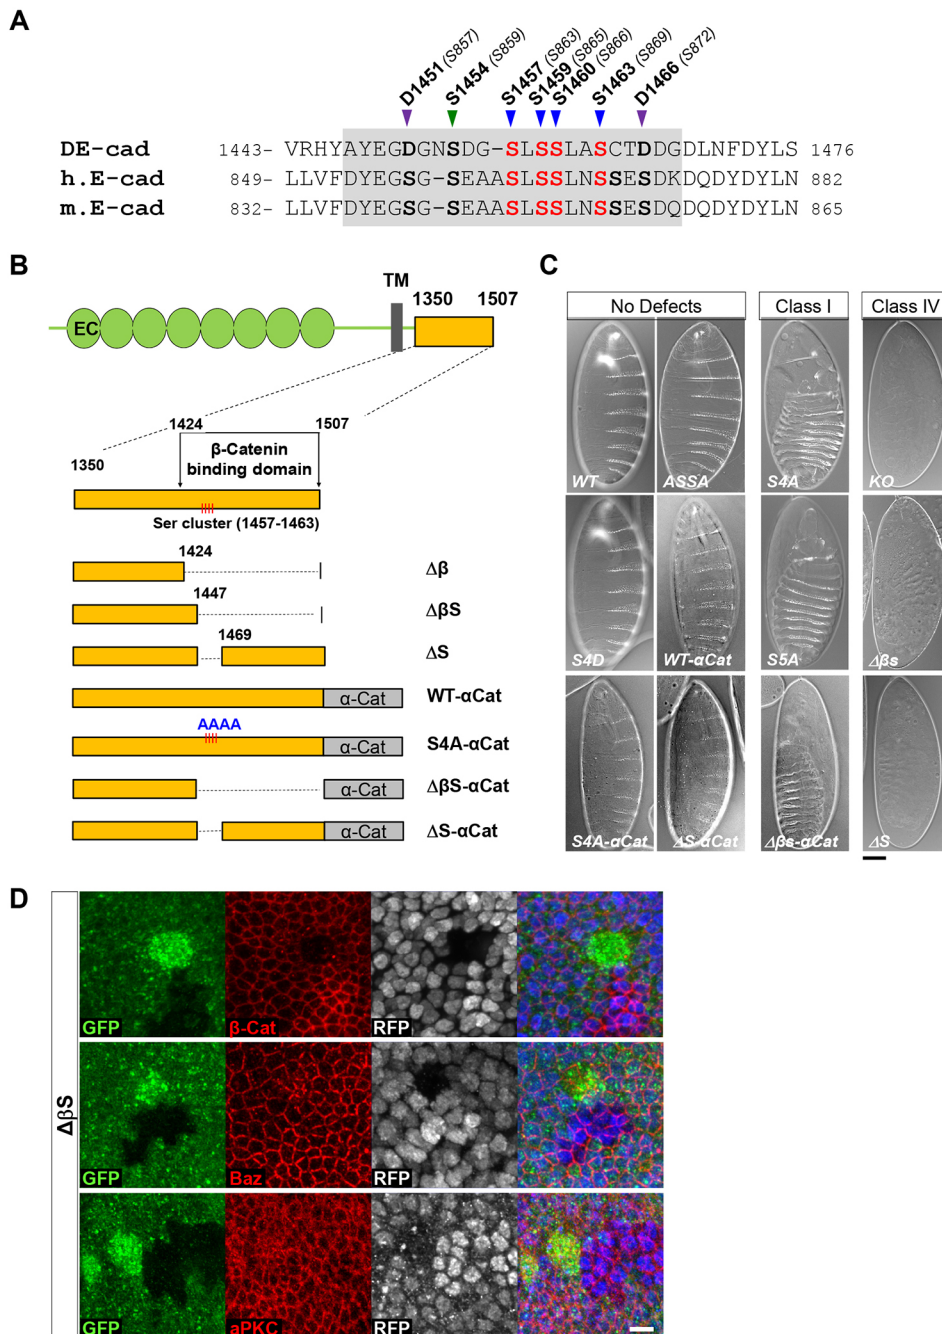 A
D1451 (S857)
S1454 (S859)
S1457 (S863)
S1459 (S865)
S1460 (S866)
S1463 (S869)
D1466 (S872)
DE-cad 1443- VRHYAYEGDGNSDG-SLSSLASCTDDGDLNFDYLS 1476
h.E-cad 849- LLVFDYEGSG-SEAASLSSLNSSESDKDQDYDYLN 882
m.E-cad 832- LLVFDYEGSG-SEAASLSSLNSSESDQDQDYDYLN 865
B
TM
1350 1507
EC
1424 1507
1350
β-Catenin
binding domain
Ser cluster (1457-1463)
1424
Δβ
1447
ΔβS
1469
ΔS
α-Cat WT-αCat
AAAA
α-Cat S4A-αCat
α-Cat ΔβS-αCat
α-Cat ΔS-αCat
C
No Defects Class I Class IV
WT ASSA S4A KO
S4D WT-αCat S5A Δβs
S4A-αCat ΔS-αCat Δβs-αCat ΔS
D
ΔβS
GFP β-Cat RFP
GFP Baz RFP
GFP aPKC RFP